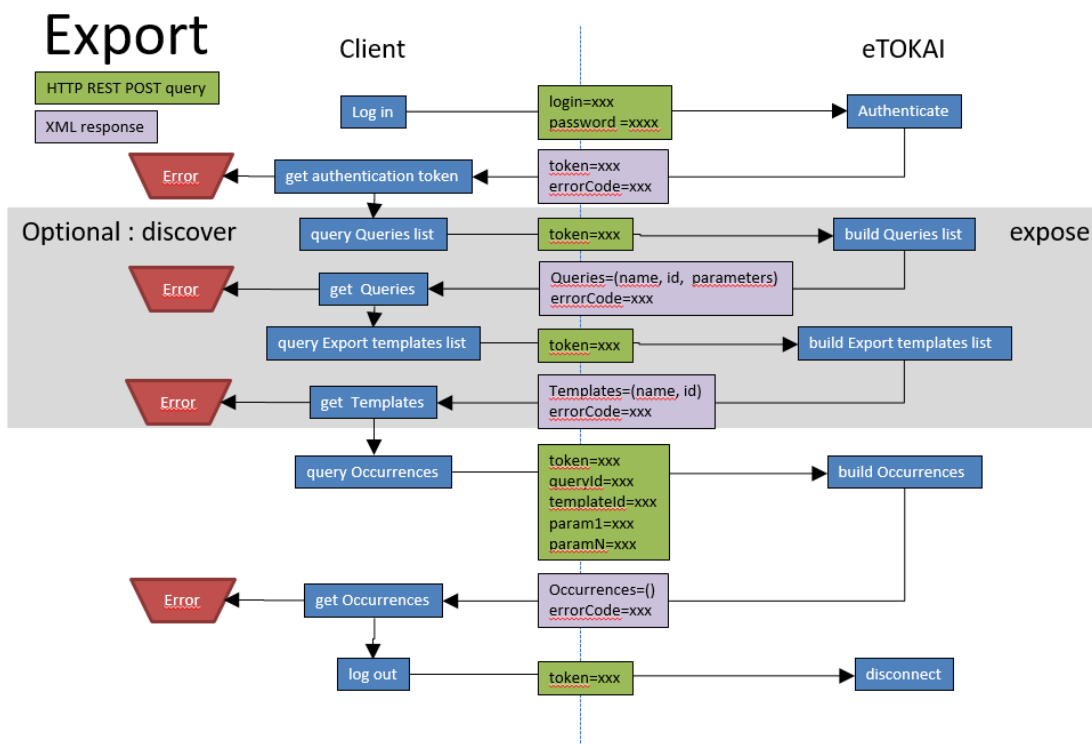 Export
Client
eTOKAI
HTTP REST POST query
XML response
Log in
login=xxx
password =xxxx
Authenticate
Error
get authentication token
token=xxx
errorCode=xxx
Optional : discover
query Queries list
token=xxx
build Queries list
expose
Error
get  Queries
Queries=(name, id, parameters)
errorCode=xxx
query Export templates list
token=xxx
build Export templates list
Error
get  Templates
Templates=(name, id)
errorCode=xxx
query Occurrences
token=xxx
queryId=xxx
templateId=xxx
param1=xxx
paramN=xxx
build Occurrences
Error
get Occurrences
Occurrences=()
errorCode=xxx
log out
token=xxx
disconnect